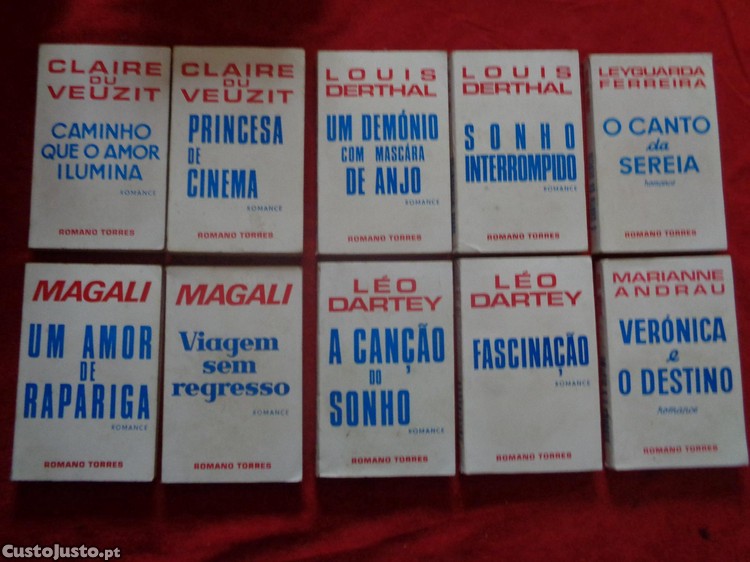 CLAIRE
DU
VEUZIT
CAMINHO
QUE O AMOR
ILUMINA
ROMANCE
ROMANO TORRES
CLAIRE
DU
VEUZIT
PRINCESA
DE
CINEMA
ROMANCE
ROMANO TORRES
LOUIS
DERTHAL
UM DEMÓNIO
COM MASCÁRA
DE ANJO
ROMANCE
ROMANO TORRES
LOUIS
DERTHAL
SONHO
INTERROMPIDO
ROMANCE
ROMANO TORRES
LEYGUARDA
FERREIRA
O CANTO
da
SEREIA
romance
ROMANO TORRES
MAGALI
UM AMOR
DE
RAPARIGA
ROMANCE
ROMANO TORRES
MAGALI
Viagem
sem
regresso
ROMANCE
ROMANO TORRES
LÉO
DARTEY
A CANÇÃO
DO
SONHO
ROMANCE
ROMANO TORRES
LÉO
DARTEY
FASCINAÇÃO
ROMANCE
ROMANO TORRES
MARIANNE
ANDRAU
VERÓNICA
e
O DESTINO
romance
ROMANO TORRES
CustoJusto.pt